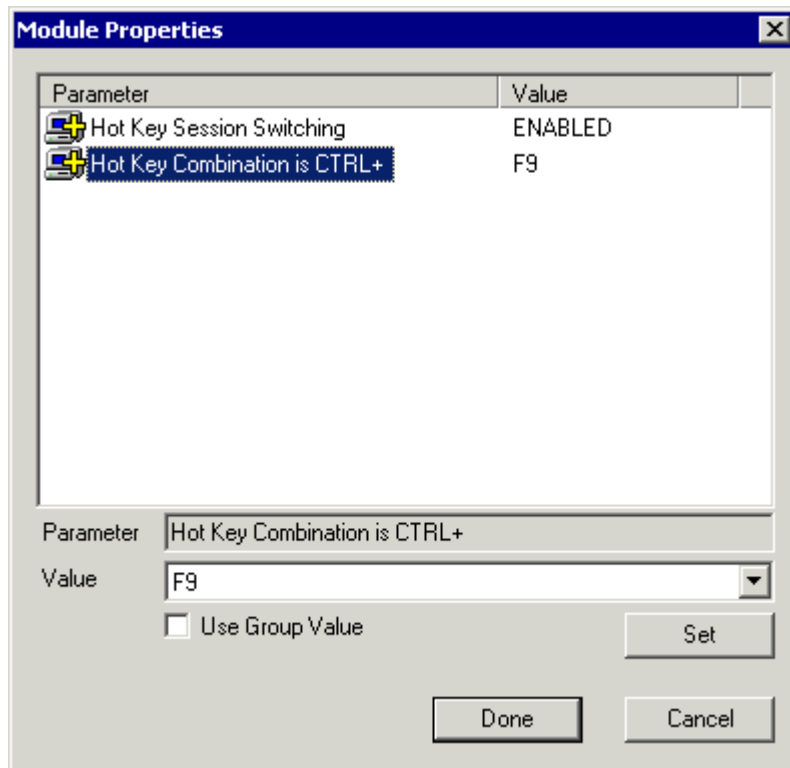 Module Properties
Parameter Value
Hot Key Session Switching ENABLED
Hot Key Combination is CTRL+ F9
Parameter Hot Key Combination is CTRL+
Value F9
Use Group Value Set
Done Cancel